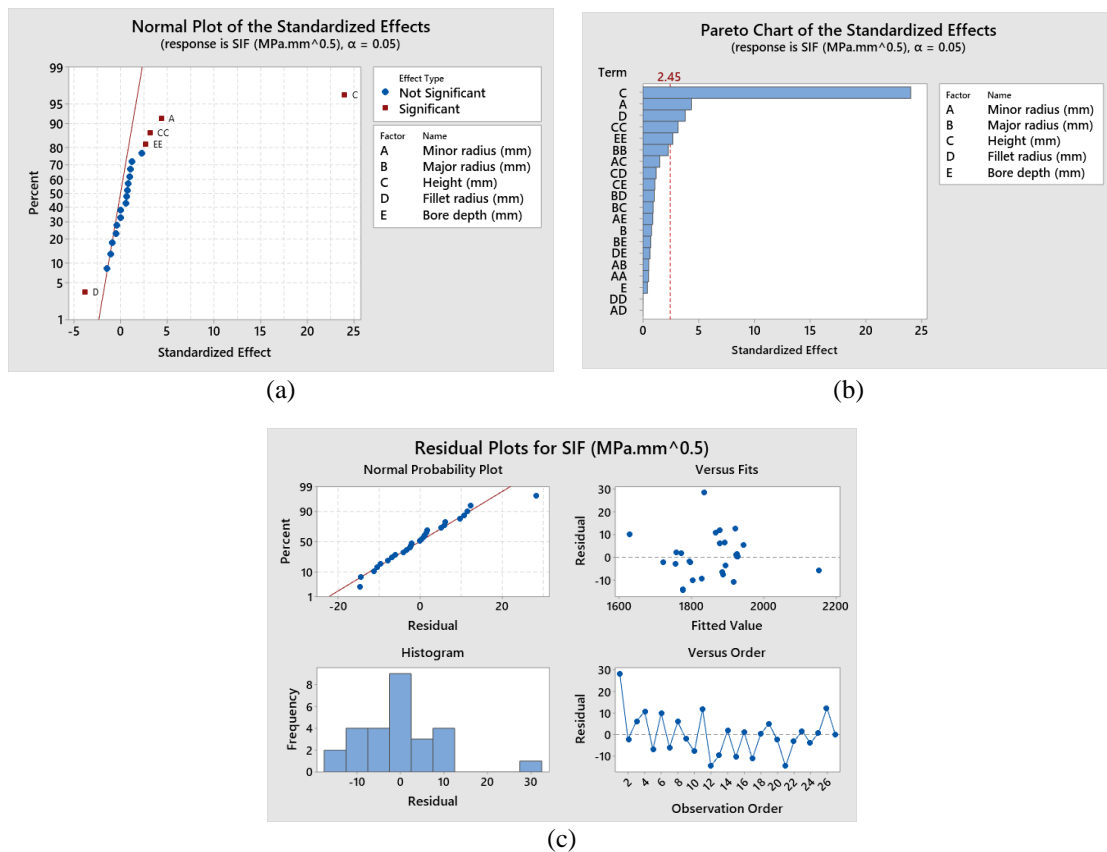 Normal Plot of the Standardized Effects
(response is SIF (MPa.mm^0.5), α = 0.05)
99
95
90
80
70
60
50
40
30
20
10
5
1
Percent
C
A
CC
EE
D
-5 0 5 10 15 20 25
Standardized Effect
Effect Type
Not Significant
Significant
Factor Name
A Minor radius (mm)
B Major radius (mm)
C Height (mm)
D Fillet radius (mm)
E Bore depth (mm)
(a)
Pareto Chart of the Standardized Effects
(response is SIF (MPa.mm^0.5), α = 0.05)
Term
2.45
C
A
D
CC
EE
BB
AC
CD
CE
BD
BC
AE
B
BE
DE
AB
AA
E
DD
AD
0 5 10 15 20 25
Standardized Effect
Factor Name
A Minor radius (mm)
B Major radius (mm)
C Height (mm)
D Fillet radius (mm)
E Bore depth (mm)
(b)
Residual Plots for SIF (MPa.mm^0.5)
Normal Probability Plot
99
90
50
10
1
Percent
-20 0 20
Residual
Versus Fits
30
20
10
0
-10
Residual
1600 1800 2000 2200
Fitted Value
Histogram
8
6
4
2
0
Frequency
-10 0 10 20 30
Residual
Versus Order
30
20
10
0
-10
Residual
2 4 6 8 10 12 14 16 18 20 22 24 26
Observation Order
(c)